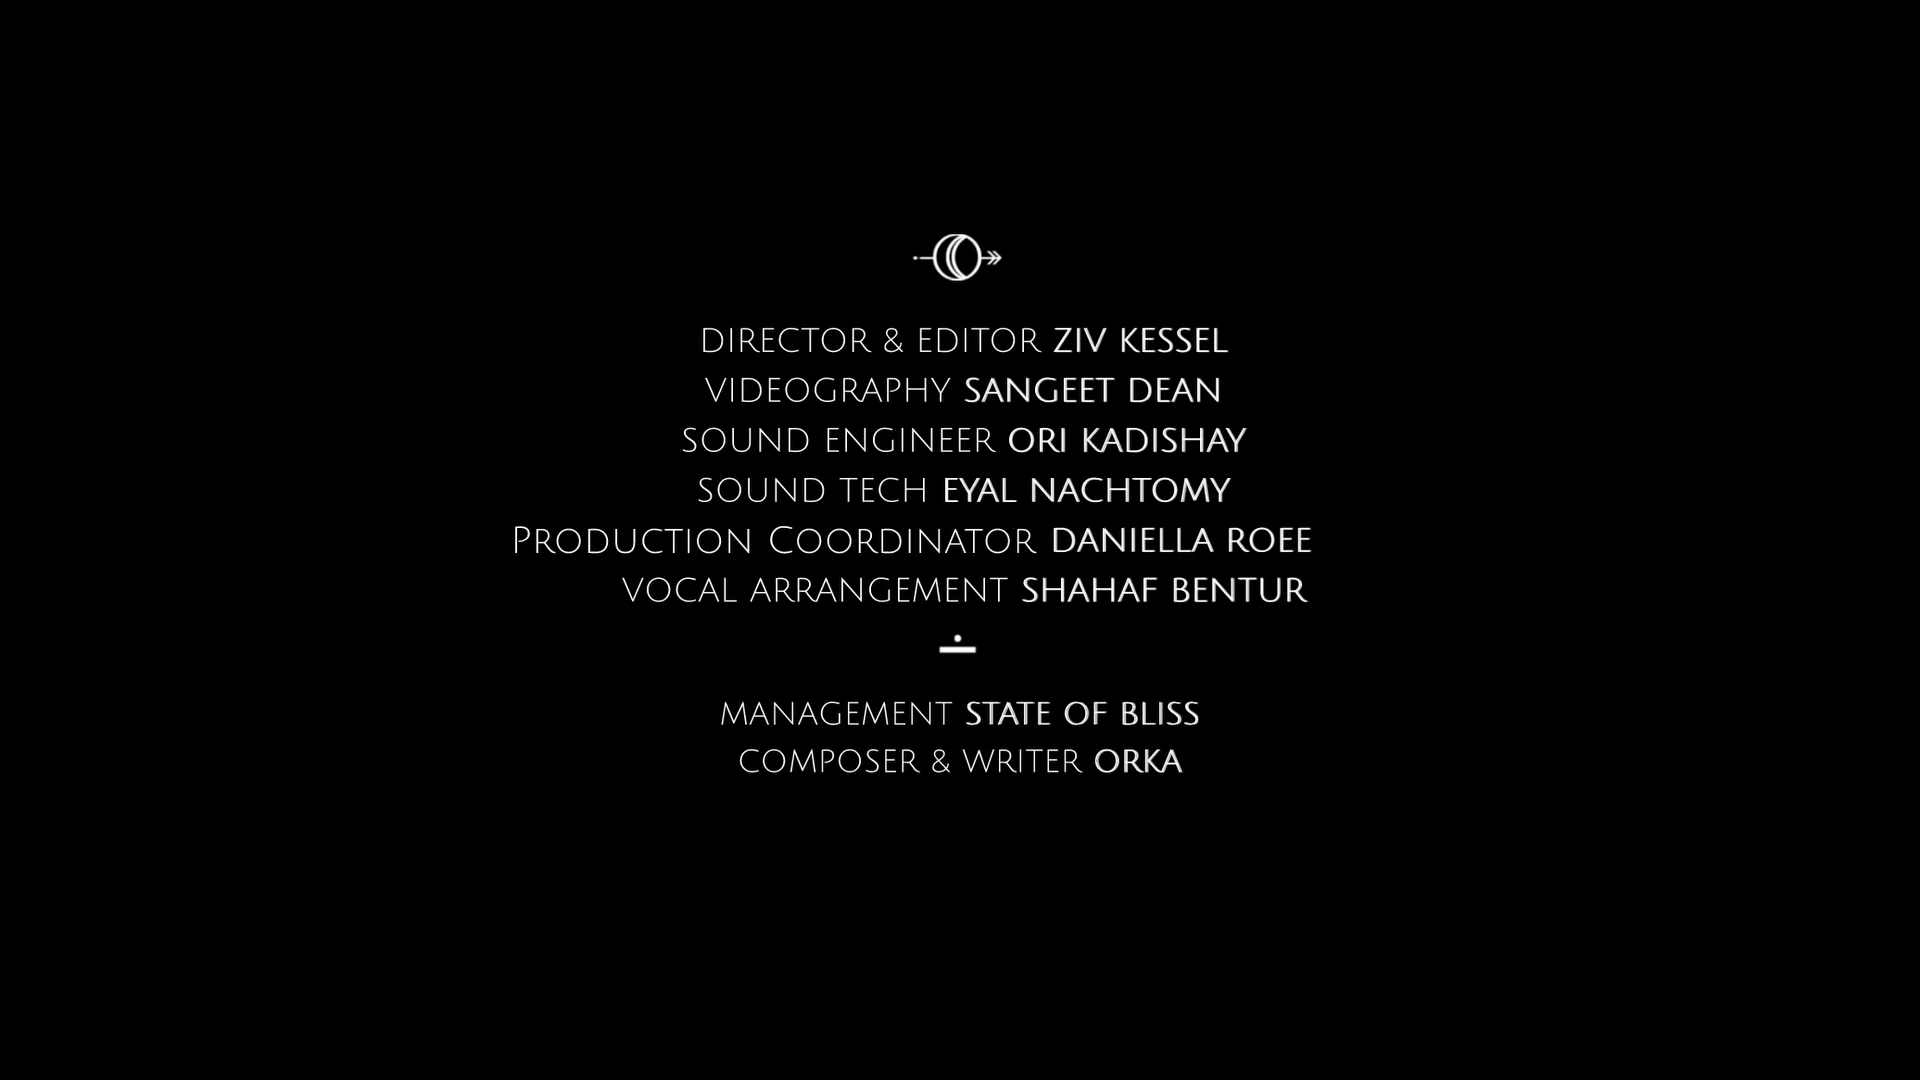 DIRECTOR & EDITOR ZIV KESSEL
VIDEOGRAPHY SANGEET DEAN
SOUND ENGINEER ORI KADISHAY
SOUND TECH EYAL NACHTOMY
PRODUCTION COORDINATOR DANIELLA ROEE
VOCAL ARRANGEMENT SHAHAF BENTUR
MANAGEMENT STATE OF BLISS
COMPOSER & WRITER ORKA